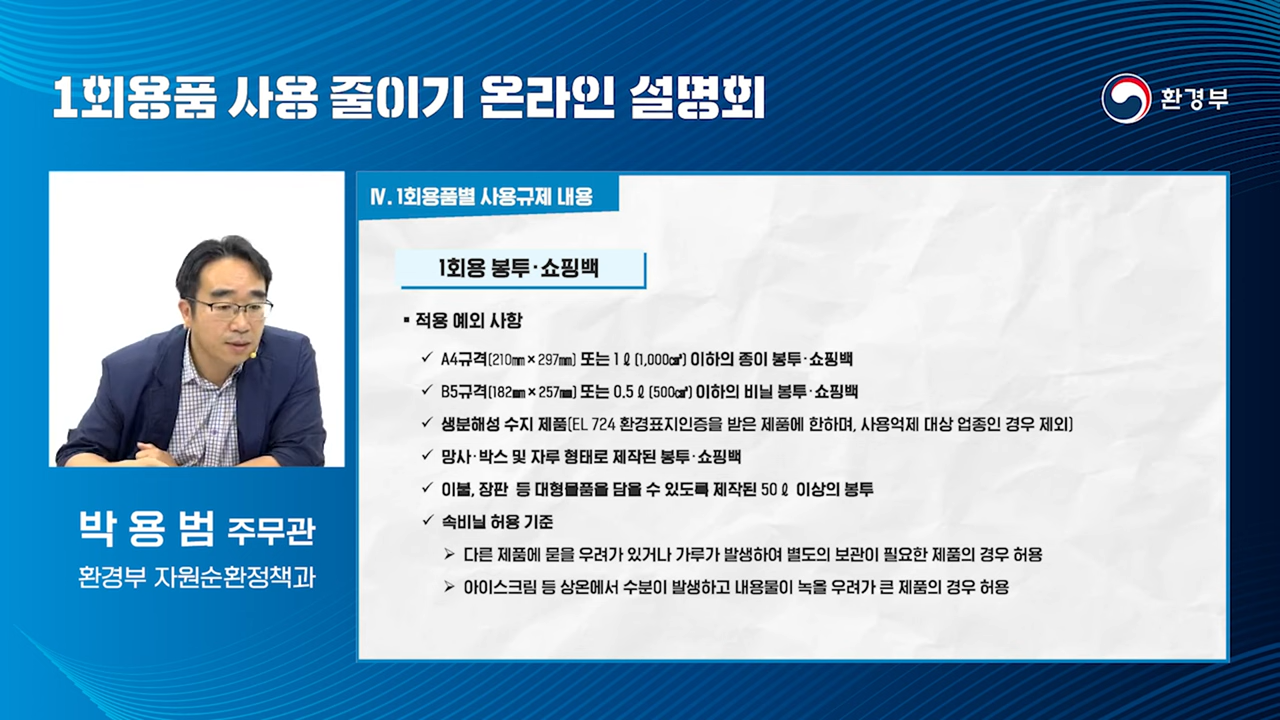 1회용품 사용 줄이기 온라인 설명회
환경부
Ⅳ. 1회용품별 사용규제 내용
1회용 봉투·쇼핑백
▪ 적용 예외 사항
✓ A4규격(210㎜ × 297㎜) 또는 1ℓ(1,000㎤) 이하의 종이 봉투·쇼핑백
✓ B5규격(182㎜ × 257㎜) 또는 0.5ℓ(500㎤) 이하의 비닐 봉투·쇼핑백
✓ 생분해성 수지 제품(EL 724 환경표지인증을 받은 제품에 한하며, 사용억제 대상 업종인 경우 제외)
✓ 망사·박스 및 자루 형태로 제작된 봉투·쇼핑백
✓ 이불, 장판 등 대형물품을 담을 수 있도록 제작된 50ℓ 이상의 봉투
✓ 속비닐 허용 기준
➢ 다른 제품에 묻을 우려가 있거나 가루가 발생하여 별도의 보관이 필요한 제품의 경우 허용
➢ 아이스크림 등 상온에서 수분이 발생하고 내용물이 녹을 우려가 큰 제품의 경우 허용
박 용 범 주무관
환경부 자원순환정책과